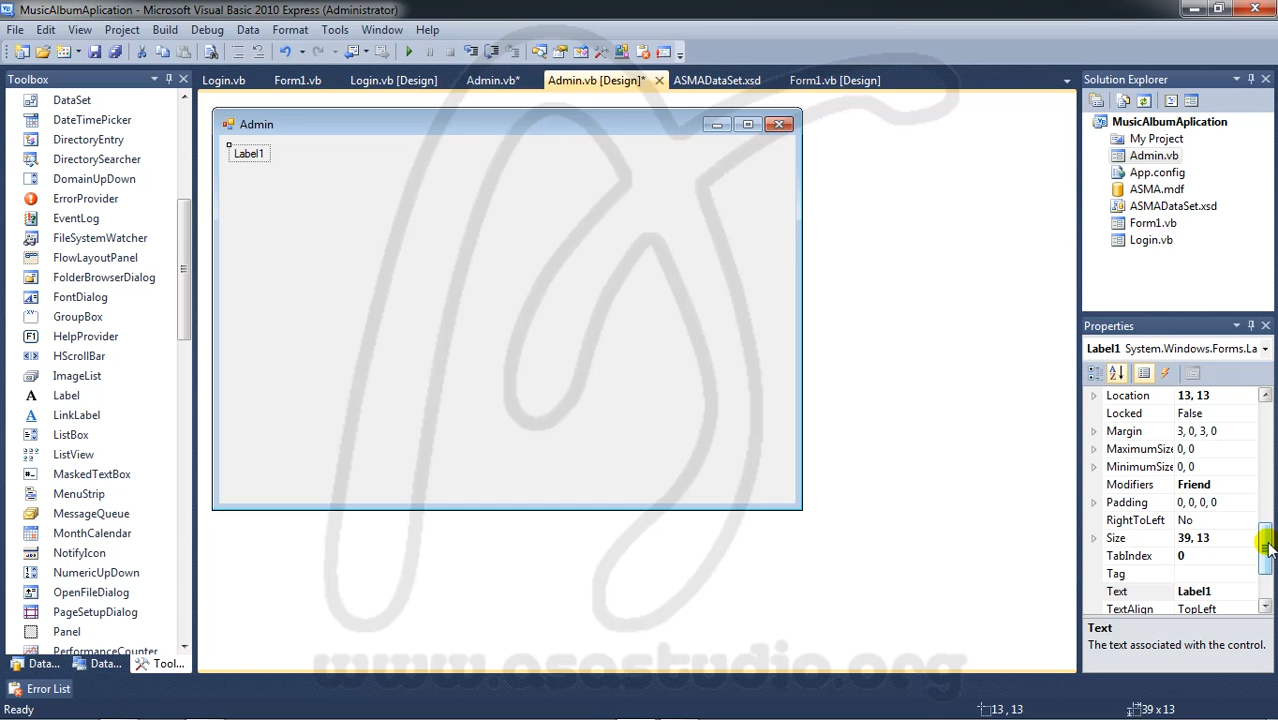 MusicAlbumAplication - Microsoft Visual Basic 2010 Express (Administrator)
File Edit View Project Build Debug Data Format Tools Window Help
Toolbox
DataSet
DateTimePicker
DirectoryEntry
DirectorySearcher
DomainUpDown
ErrorProvider
EventLog
FileSystemWatcher
FlowLayoutPanel
FolderBrowserDialog
FontDialog
GroupBox
HelpProvider
HScrollBar
ImageList
Label
LinkLabel
ListBox
ListView
MaskedTextBox
MenuStrip
MessageQueue
MonthCalendar
NotifyIcon
NumericUpDown
OpenFileDialog
PageSetupDialog
Panel
PerformanceCounter
Data... Data... Tool...
Login.vb Form1.vb Login.vb [Design] Admin.vb* Admin.vb [Design]* ASMADataSet.xsd Form1.vb [Design]
Admin
Label1
www.asastudio.org
Solution Explorer
MusicAlbumAplication
My Project
Admin.vb
App.config
ASMA.mdf
ASMADataSet.xsd
Form1.vb
Login.vb
Properties
Label1 System.Windows.Forms.La
Location 13, 13
Locked False
Margin 3, 0, 3, 0
MaximumSize 0, 0
MinimumSize 0, 0
Modifiers Friend
Padding 0, 0, 0, 0
RightToLeft No
Size 39, 13
TabIndex 0
Tag
Text Label1
TextAlign TopLeft
Text
The text associated with the control.
Error List
Ready 13 , 13 39 x 13